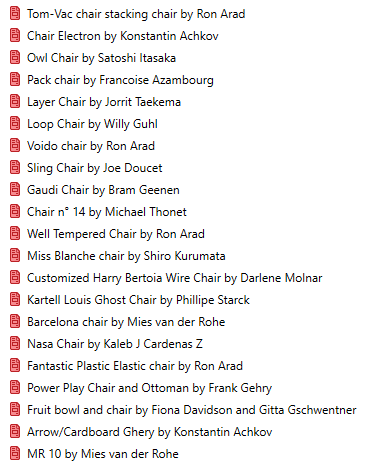 Tom-Vac chair stacking chair by Ron Arad
Chair Electron by Konstantin Achkov
Owl Chair by Satoshi Itasaka
Pack chair by Francoise Azambourg
Layer Chair by Jorrit Taekema
Loop Chair by Willy Guhl
Voido chair by Ron Arad
Sling Chair by Joe Doucet
Gaudi Chair by Bram Geenen
Chair n° 14 by Michael Thonet
Well Tempered Chair by Ron Arad
Miss Blanche chair by Shiro Kurumata
Customized Harry Bertoia Wire Chair by Darlene Molnar
Kartell Louis Ghost Chair by Phillipe Starck
Barcelona chair by Mies van der Rohe
Nasa Chair by Kaleb J Cardenas Z
Fantastic Plastic Elastic chair by Ron Arad
Power Play Chair and Ottoman by Frank Gehry
Fruit bowl and chair by Fiona Davidson and Gitta Gschwentner
Arrow/Cardboard Ghery by Konstantin Achkov
MR 10 by Mies van der Rohe